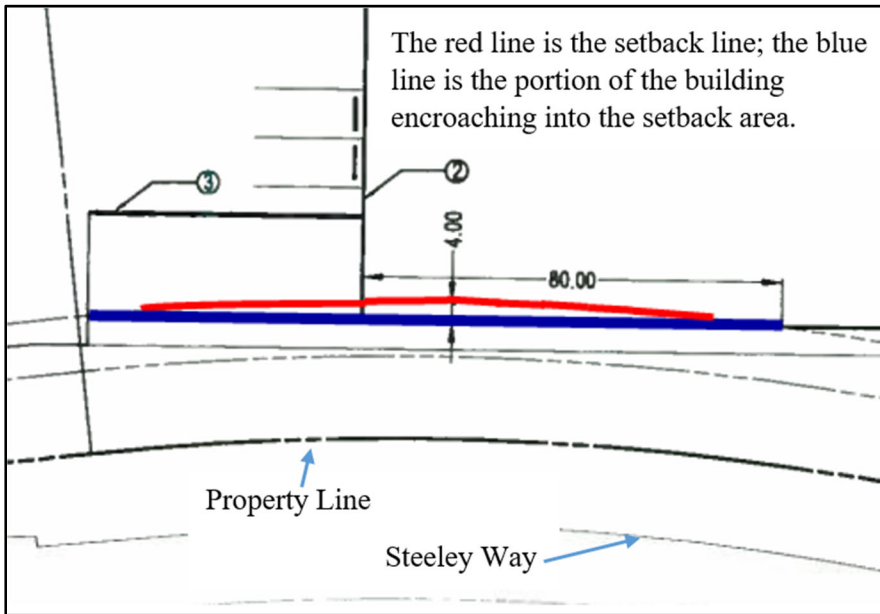 The red line is the setback line; the blue
line is the portion of the building
encroaching into the setback area.
3
2
4.00
80.00
Property Line
Steeley Way